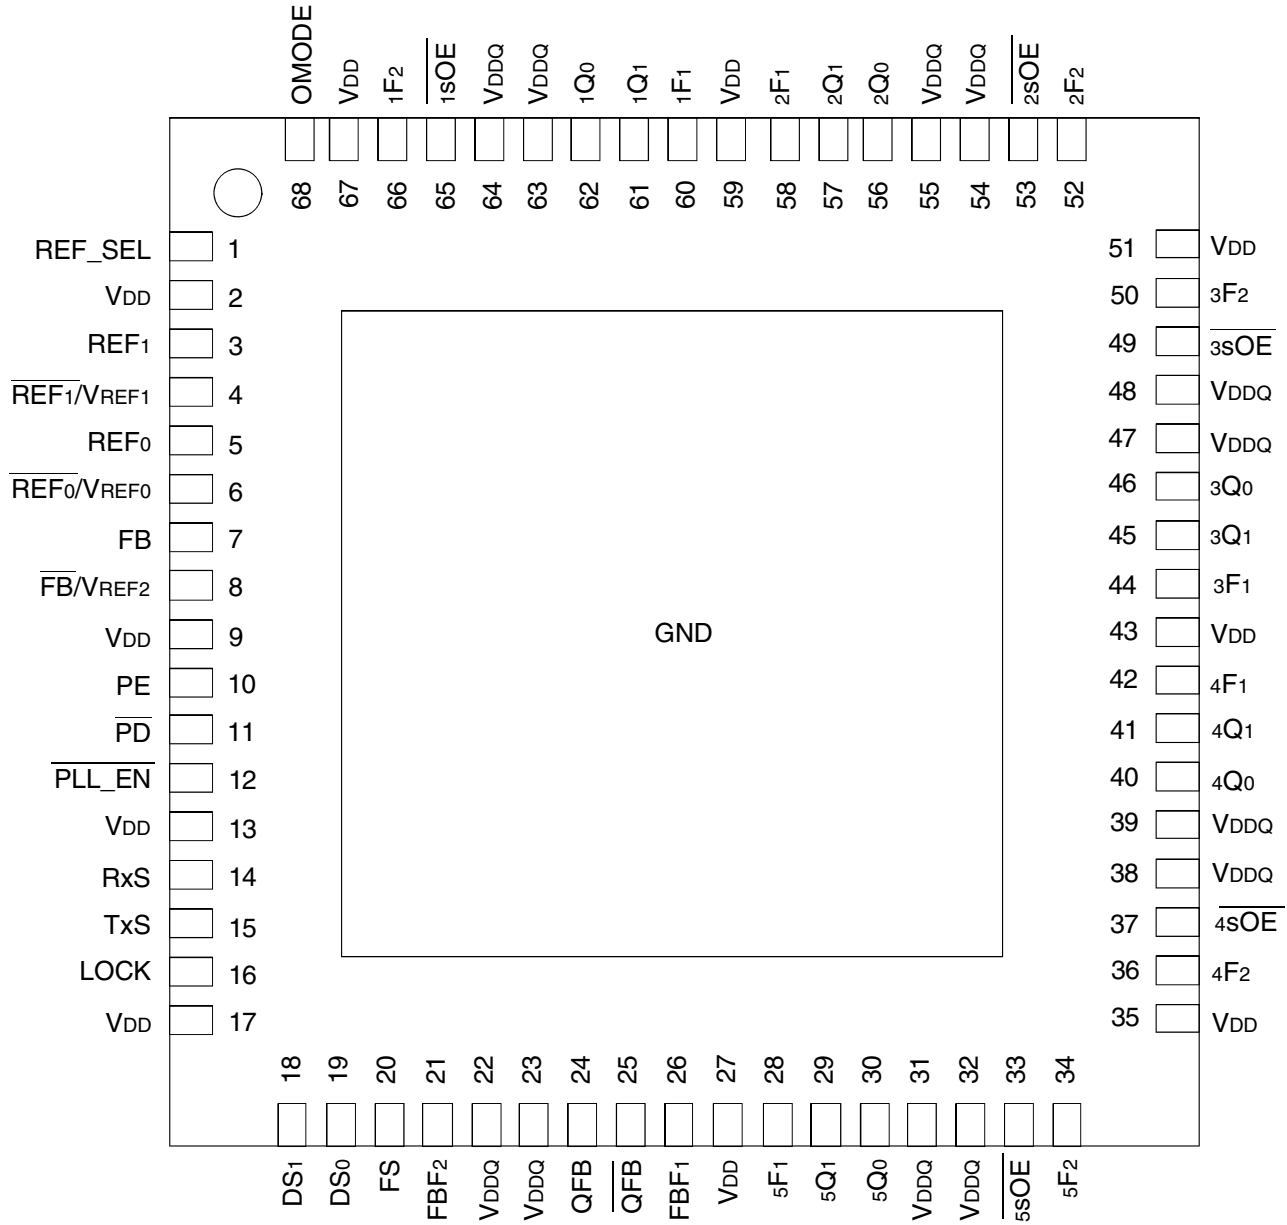 OMODE
VDD
1F2
1sOE
VDDQ
VDDQ
1Q0
1Q1
1F1
VDD
2F1
2Q1
2Q0
VDDQ
VDDQ
2sOE
2F2
68 67 66 65 64 63 62 61 60 59 58 57 56 55 54 53 52
REF_SEL 1
VDD 2
REF1 3
REF1/VREF1 4
REF0 5
REF0/VREF0 6
FB 7
FB/VREF2 8
VDD 9
PE 10
PD 11
PLL_EN 12
VDD 13
RxS 14
TxS 15
LOCK 16
VDD 17
GND
51 VDD
50 3F2
49 3sOE
48 VDDQ
47 VDDQ
46 3Q0
45 3Q1
44 3F1
43 VDD
42 4F1
41 4Q1
40 4Q0
39 VDDQ
38 VDDQ
37 4sOE
36 4F2
35 VDD
18 19 20 21 22 23 24 25 26 27 28 29 30 31 32 33 34
DS1
DS0
FS
FBF2
VDDQ
VDDQ
QFB
QFB
FBF1
VDD
5F1
5Q1
5Q0
VDDQ
VDDQ
5sOE
5F2